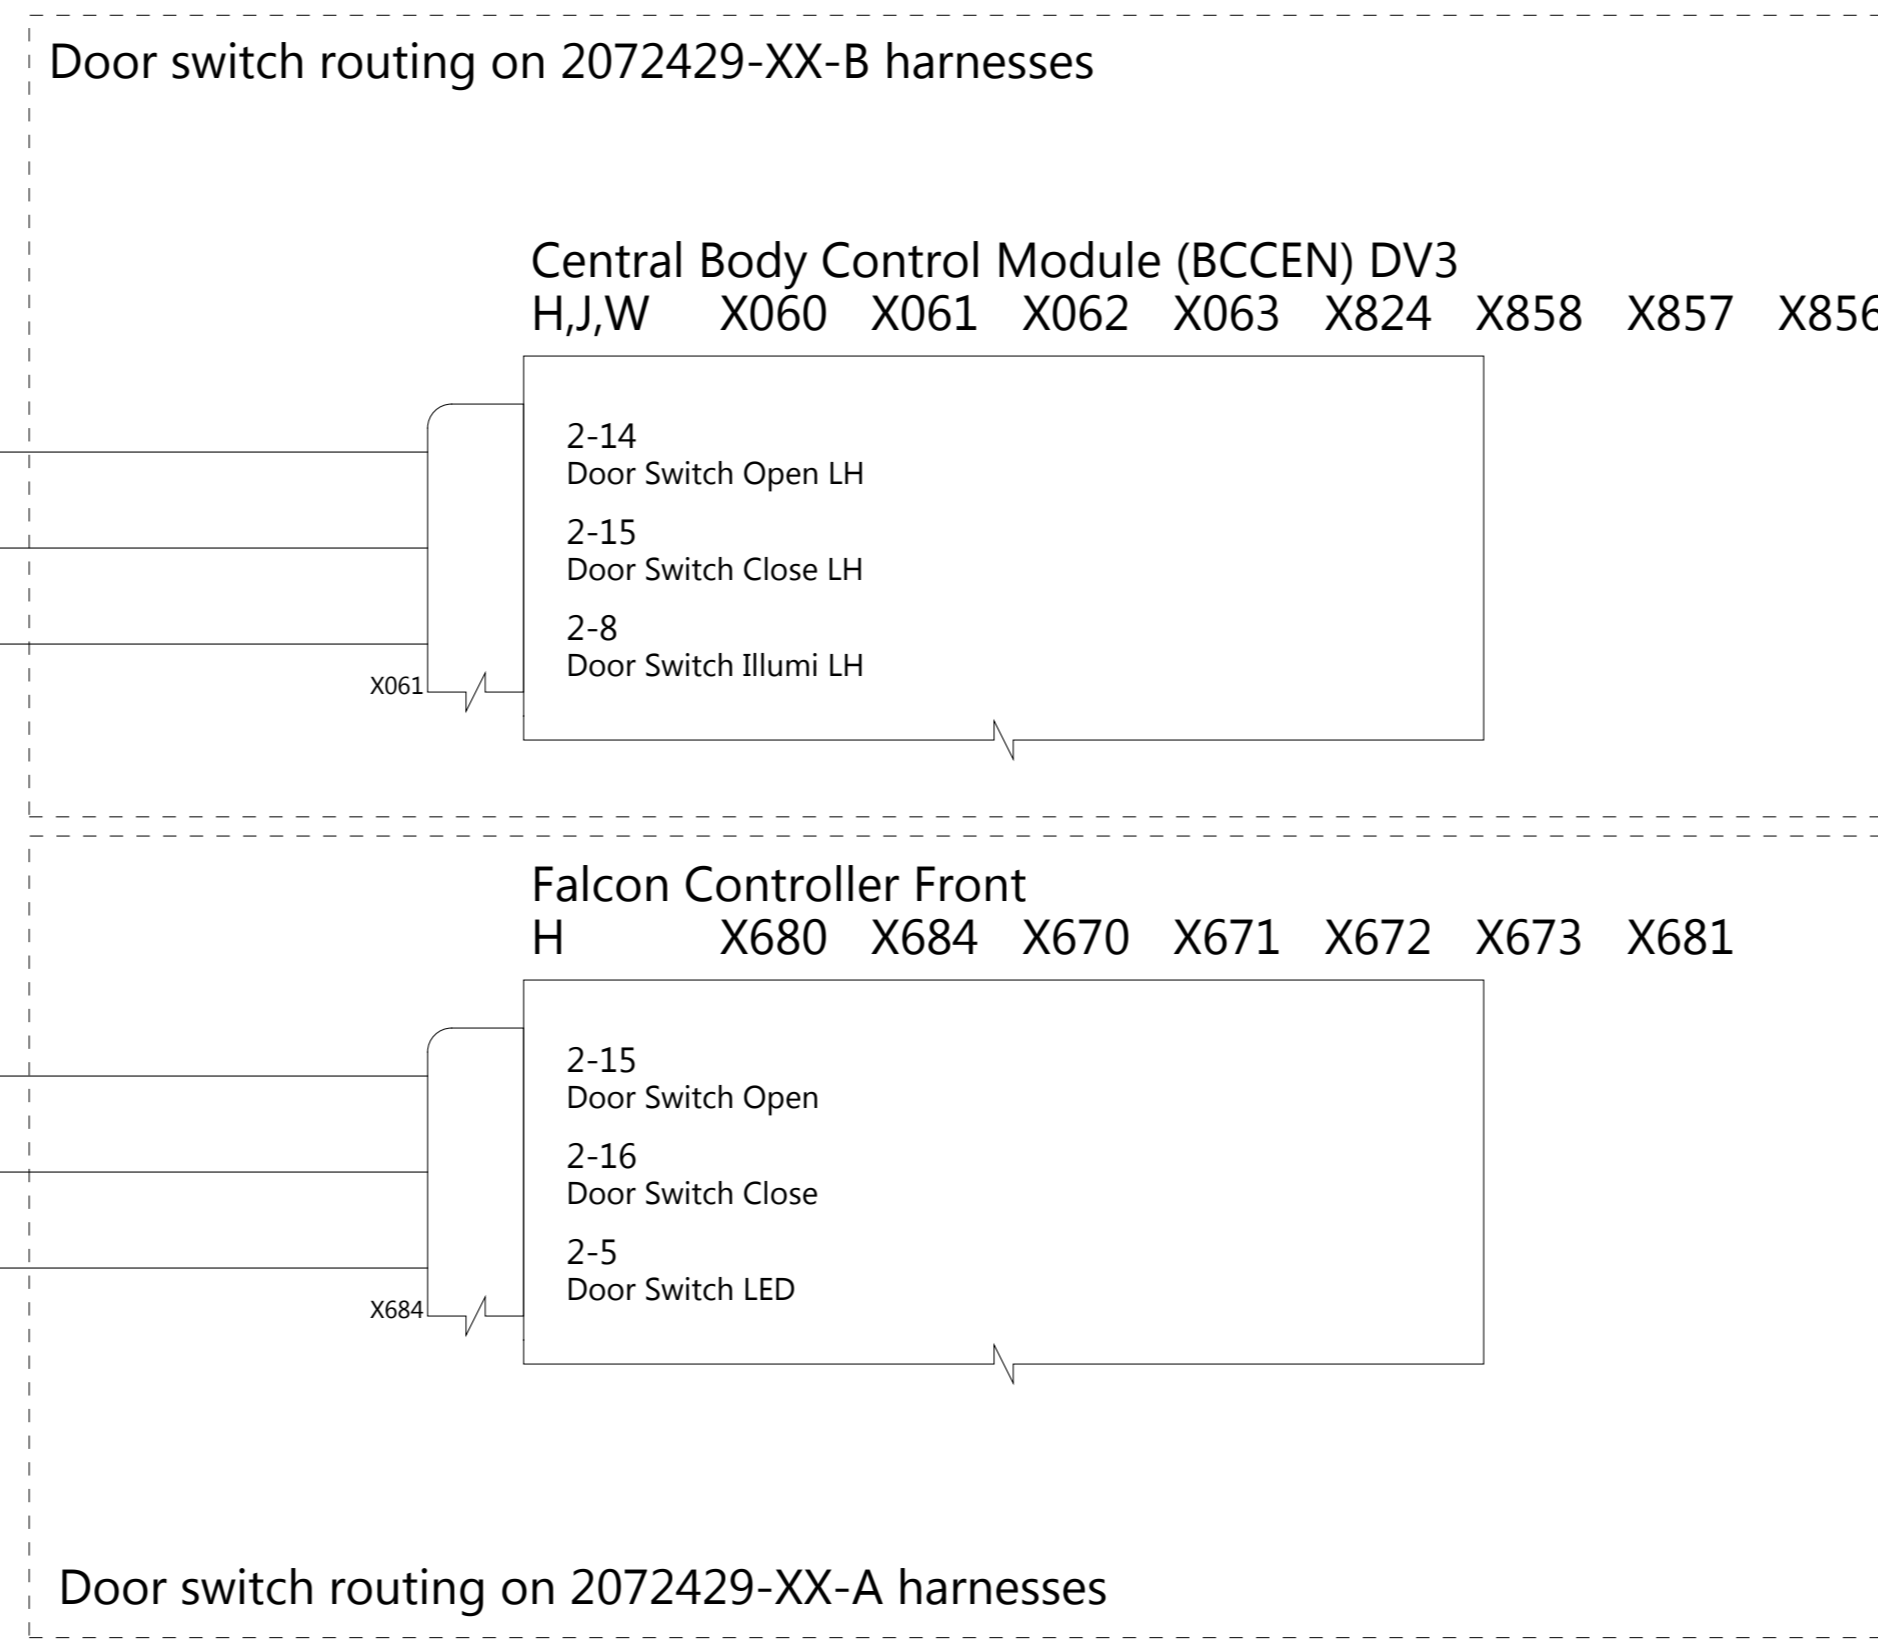 Door switch routing on 2072429-XX-B harnesses
Central Body Control Module (BCCEN) DV3
H,J,W X060 X061 X062 X063 X824 X858 X857 X856
2-14
Door Switch Open LH
2-15
Door Switch Close LH
2-8
Door Switch Illumi LH
X061
Falcon Controller Front
H X680 X684 X670 X671 X672 X673 X681
2-15
Door Switch Open
2-16
Door Switch Close
2-5
Door Switch LED
X684
Door switch routing on 2072429-XX-A harnesses